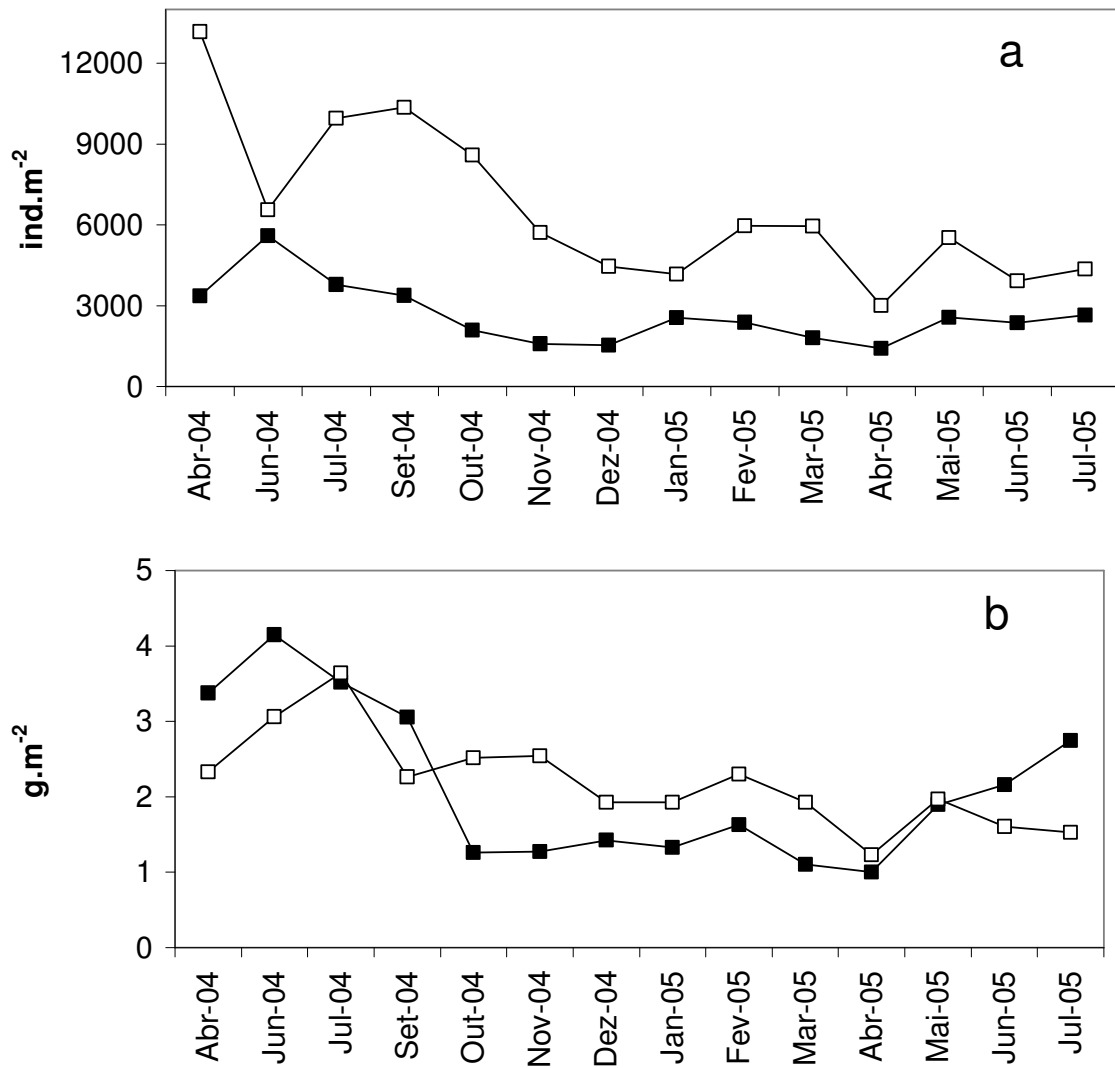 a
12000
9000
6000
3000
0
ind.m-2
Abr-04
Jun-04
Jul-04
Set-04
Out-04
Nov-04
Dez-04
Jan-05
Fev-05
Mar-05
Abr-05
Mai-05
Jun-05
Jul-05
b
5
4
3
2
1
0
g.m-2
Abr-04
Jun-04
Jul-04
Set-04
Out-04
Nov-04
Dez-04
Jan-05
Fev-05
Mar-05
Abr-05
Mai-05
Jun-05
Jul-05